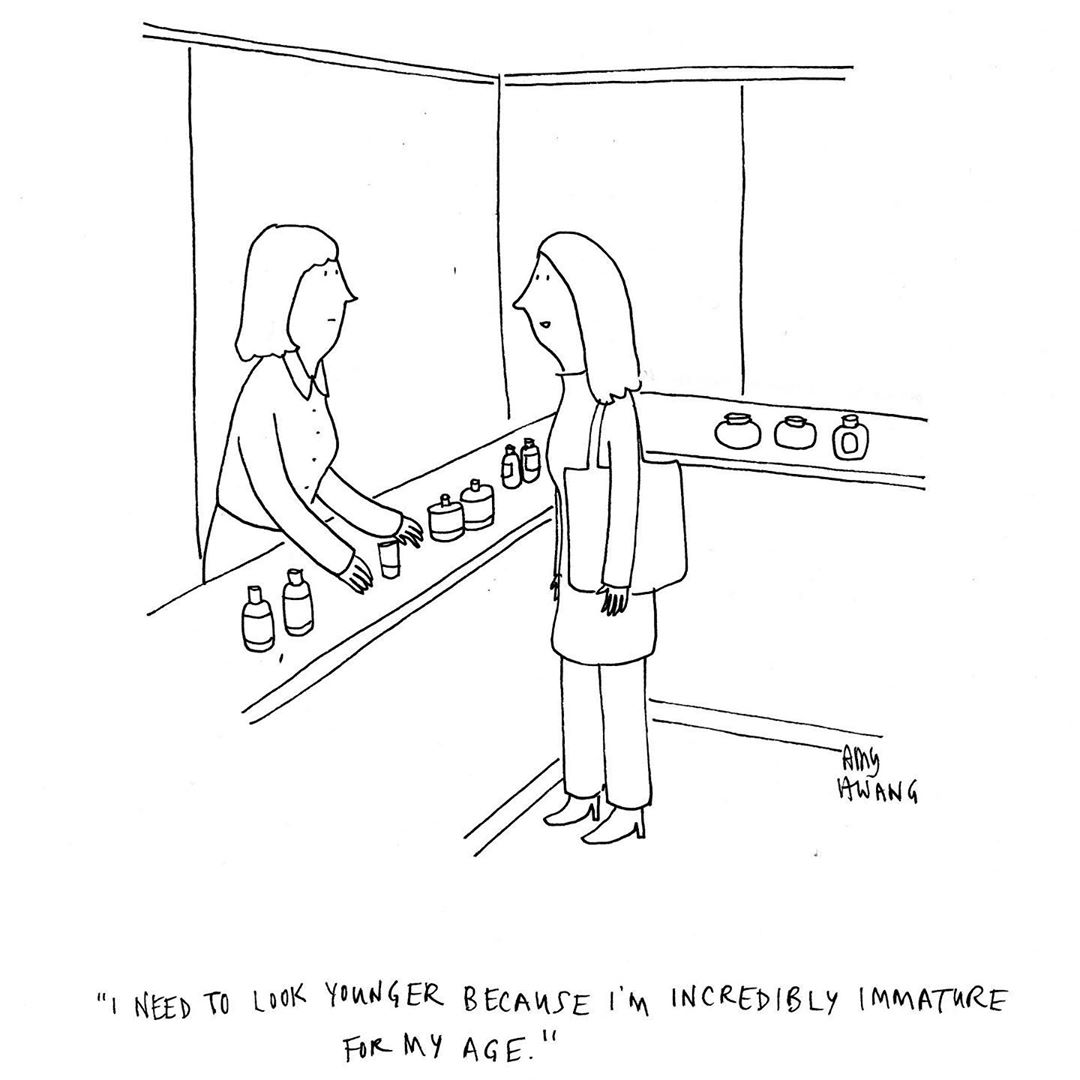 AMY
HWANG
"I NEED TO LOOK YOUNGER BECAUSE I'M INCREDIBLY IMMATURE
FOR MY AGE."